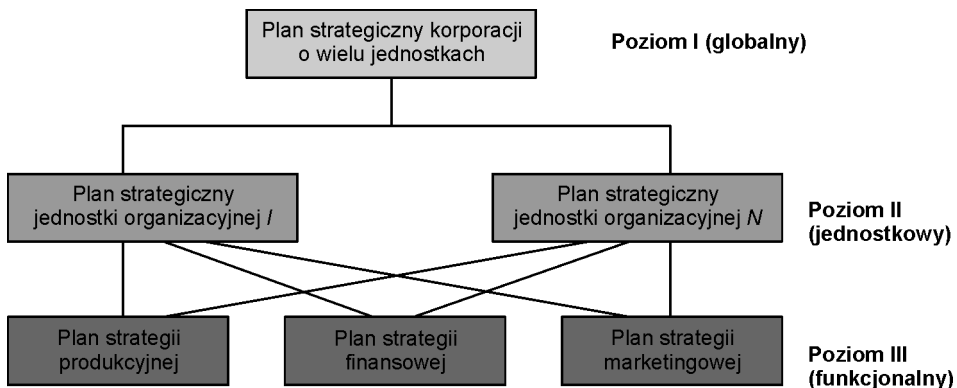 Plan strategiczny korporacji
o wielu jednostkach
Poziom I (globalny)
Plan strategiczny
jednostki organizacyjnej I
Plan strategiczny
jednostki organizacyjnej N
Poziom II
(jednostkowy)
Plan strategii
produkcyjnej
Plan strategii
finansowej
Plan strategii
marketingowej
Poziom III
(funkcjonalny)